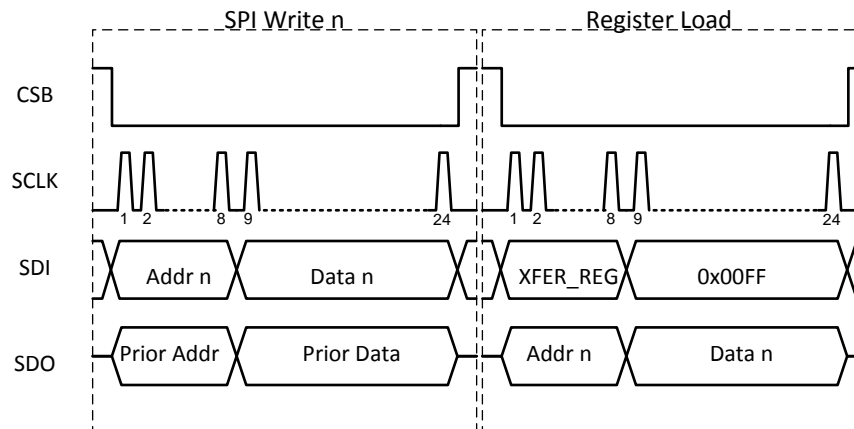 SPI Write n Register Load
CSB
SCLK
1 2 8 9 24 1 2 8 9 24
SDI Addr n Data n XFER_REG 0x00FF
SDO Prior Addr Prior Data Addr n Data n